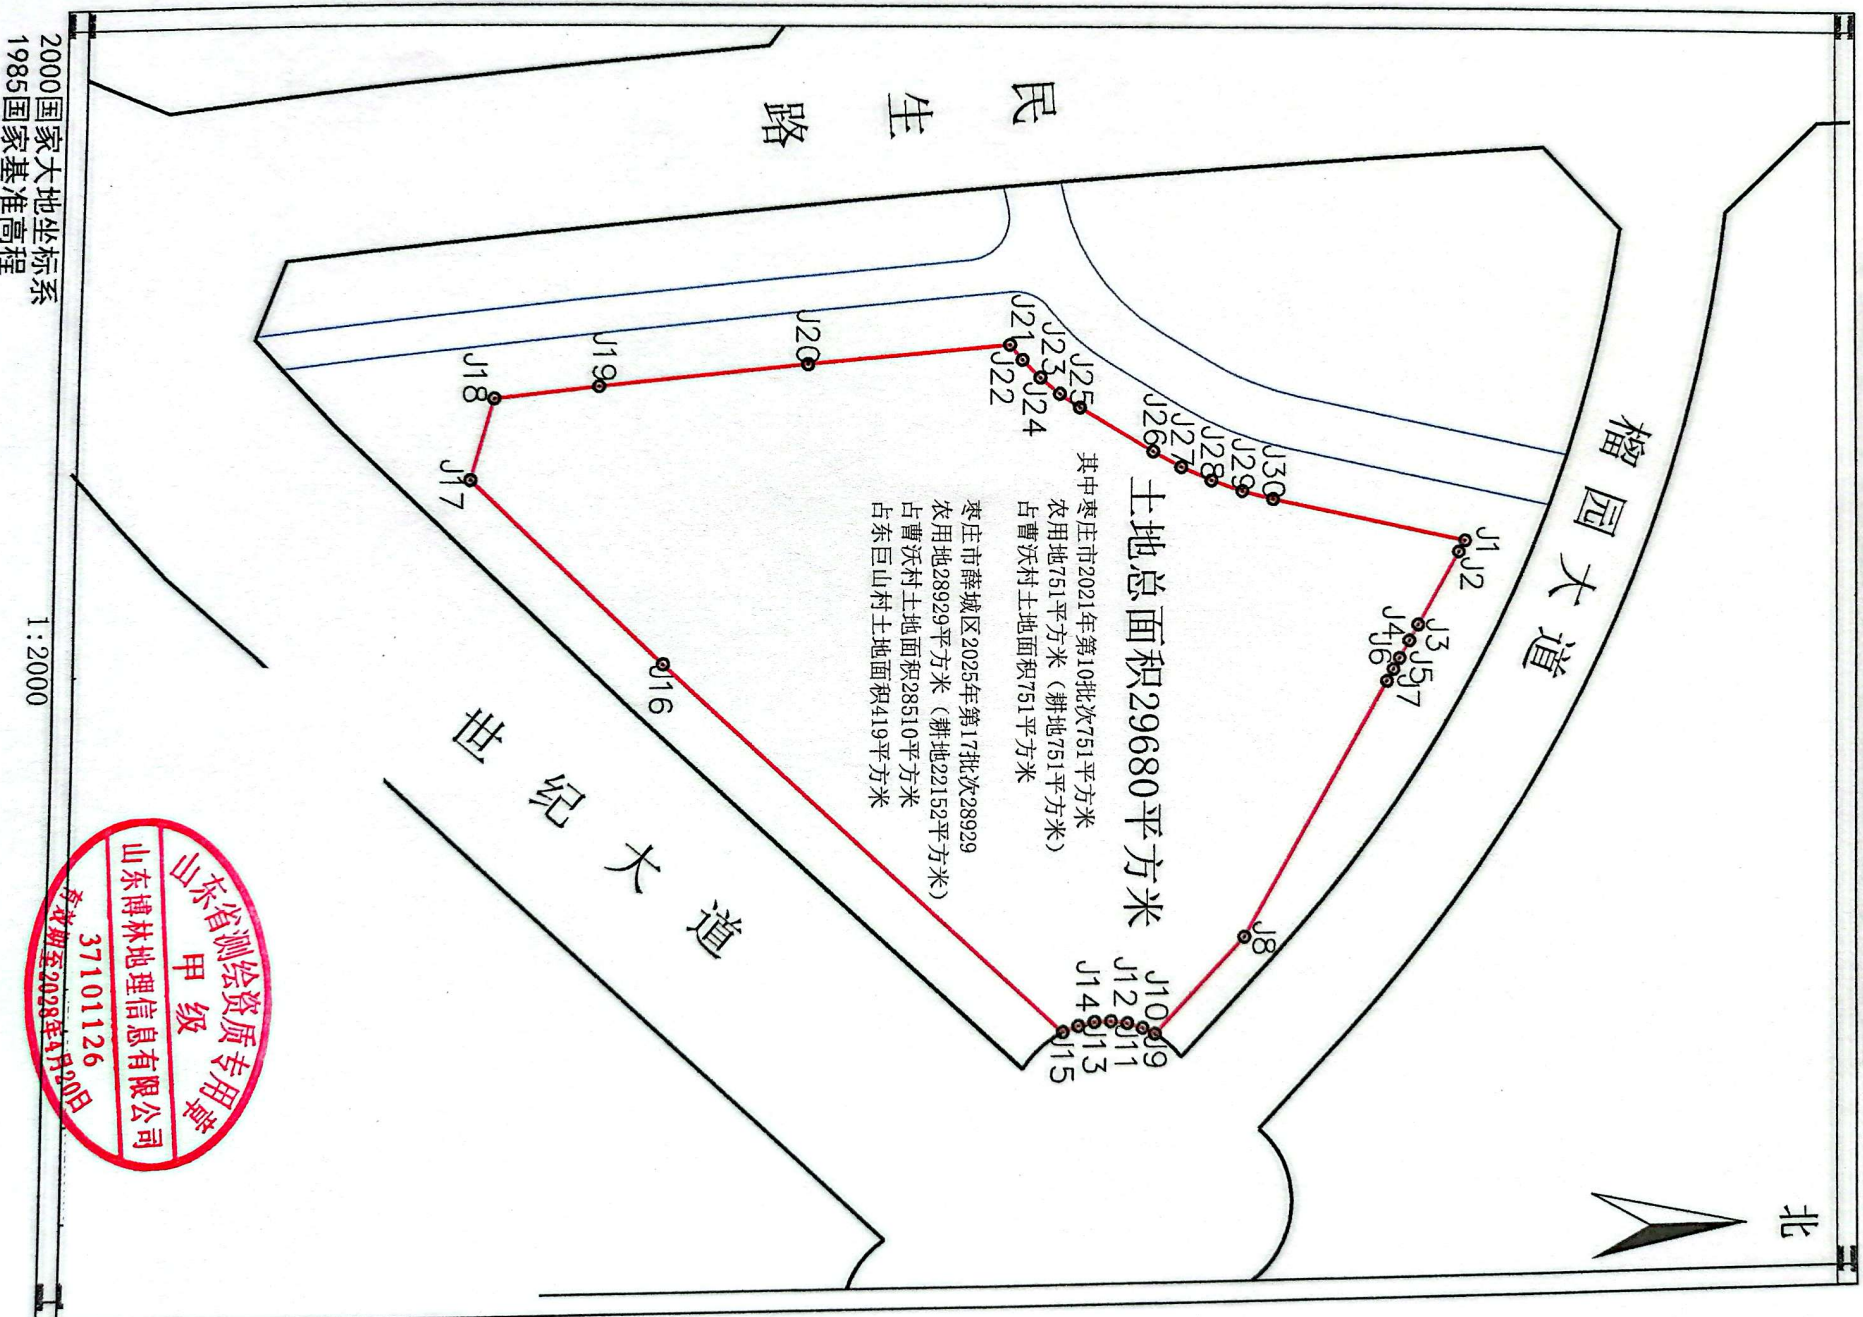 北
榴园大道
民生路
世纪大道
J1
J2
J3
J4
J5
J6
J7
J8
J9
J10
J11
J12
J13
J14
J15
J16
J17
J18
J19
J20
J21
J22
J23
J24
J25
J26
J27
J28
J29
J30
土地总面积29680平方米
其中枣庄市2021年第10批次751平方米
农用地751平方米（耕地751平方米）
占曹沃村土地面积751平方米
枣庄市薛城区2025年第17批次28929
农用地28929平方米（耕地22152平方米）
占曹沃村土地面积28510平方米
占东巨山村土地面积419平方米
2000国家大地坐标系
1985国家基准高程
1:2000
山东省测绘资质专用章
甲级
山东博林地理信息有限公司
371011126
有效期至2028年4月20日